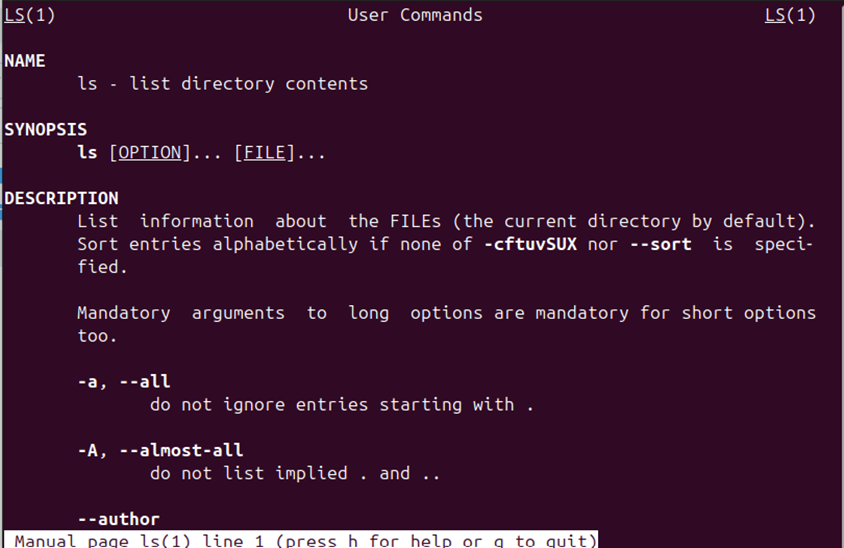 LS(1) User Commands LS(1)
NAME
ls - list directory contents
SYNOPSIS
ls [OPTION]... [FILE]...
DESCRIPTION
List information about the FILEs (the current directory by default).
Sort entries alphabetically if none of -cftuvSUX nor --sort is speci-
fied.
Mandatory arguments to long options are mandatory for short options
too.
-a, --all
do not ignore entries starting with .
-A, --almost-all
do not list implied . and ..
--author
Manual page ls(1) line 1 (press h for help or q to quit)